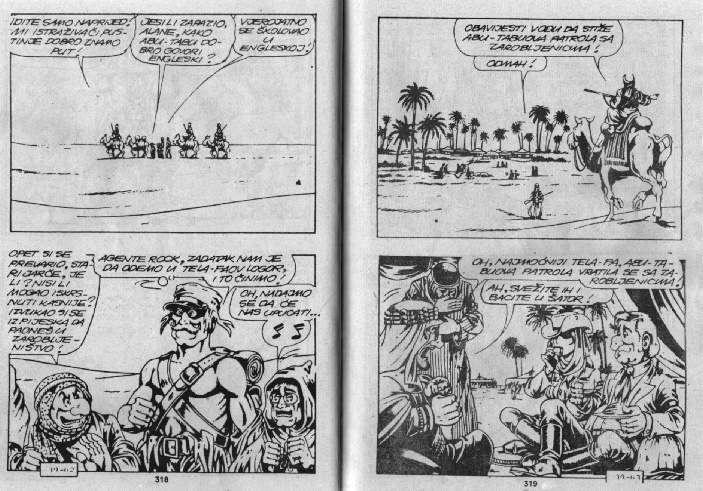 IDITE SAMO NAPRIJED!
MI ISTRAŽIVAČI PUS-
TINJE DOBRO ZNAMO
PUT!
JESI LI ZAPAZIO,
ALANE, KAKO
ABU-TABU DO-
BRO GOVORI
ENGLESKI?
VJEROJATNO
SE ŠKOLOVAO
U
ENGLESKOJ!
OPET SI SE
PREVARIO, STA-
RI JARČE, JE
LI? NISI LI
MOGAO ISKRS-
NUTI KASNIJE?
IZVUKAO SI SE
IZ PIJESKA DA
PADNEŠ U
ZAROBLJE-
NIŠTVO!
AGENTE ROCK, ZADATAK NAM JE
DA ODEMO U TELA-FAOV LOGOR,
I TO ČINIMO!
OH, NADAJMO
SE DA ĆE
NAS UPUCATI...
318
OBAVIJESTI VOĐU DA STIŽE
ABU-TABUOVA PATROLA SA
ZAROBLJENICIMA!
ODMAH!
OH, NAJMOĆNIJI TELA-FA, ABU-TA-
BUOVA PATROLA VRATILA SE SA ZA-
ROBLJENICIMA!
AH, SVEŽITE IH I
BACITE U ŠATOR!
319